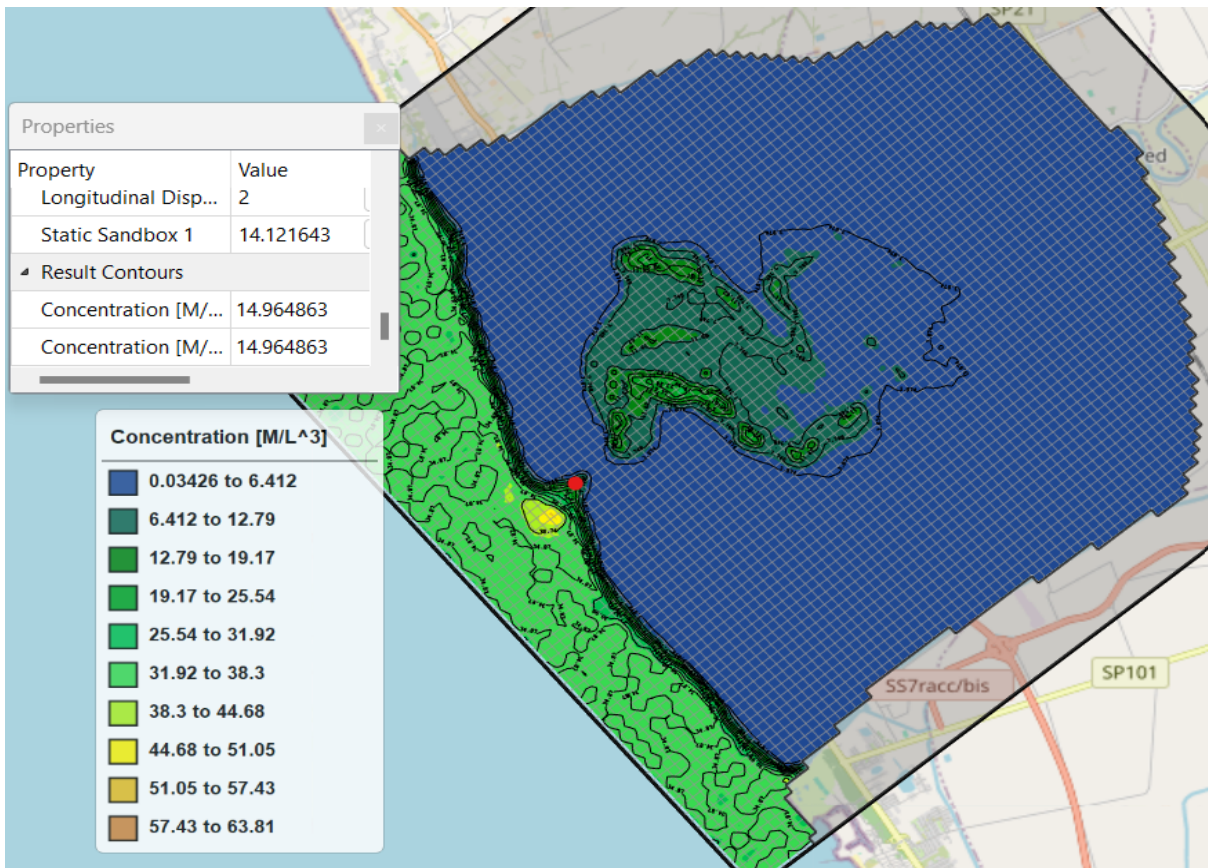 SP21
ed
Properties
Property Value
Longitudinal Disp... 2
Static Sandbox 1 14.121643
Result Contours
Concentration [M/... 14.964863
Concentration [M/... 14.964863
Concentration [M/L^3]
0.03426 to 6.412
6.412 to 12.79
12.79 to 19.17
19.17 to 25.54
25.54 to 31.92
31.92 to 38.3
38.3 to 44.68
44.68 to 51.05
51.05 to 57.43
57.43 to 63.81
SS7racc/bis
SP101